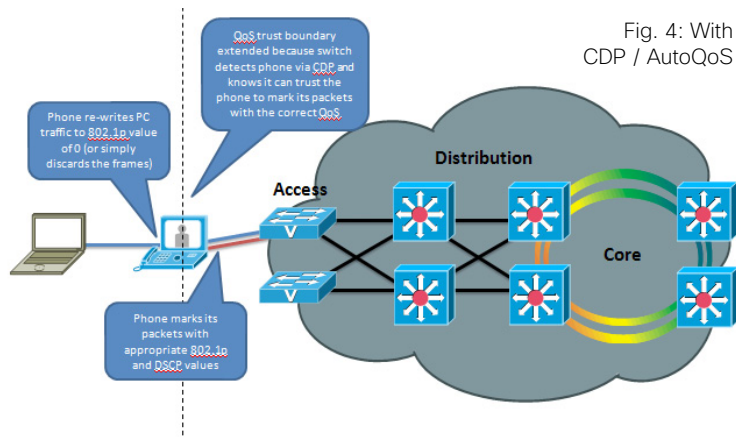 Fig. 4: With
CDP / AutoQoS
QoS trust boundary
extended because switch
detects phone via CDP and
knows it can trust the
phone to mark its packets
with the correct QoS.
Phone re-writes PC
traffic to 802.1p value
of 0 (or simply
discards the frames)
Distribution
Access
Core
V
V
Phone marks its
packets with
appropriate 802.1p
and DSCP values